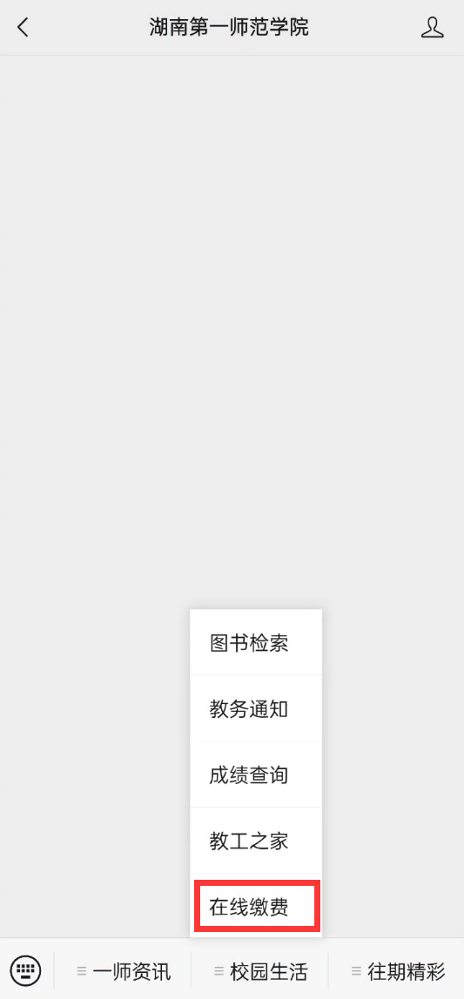 湖南第一师范学院
图书检索
教务通知
成绩查询
教工之家
在线缴费
一师资讯 校园生活 往期精彩